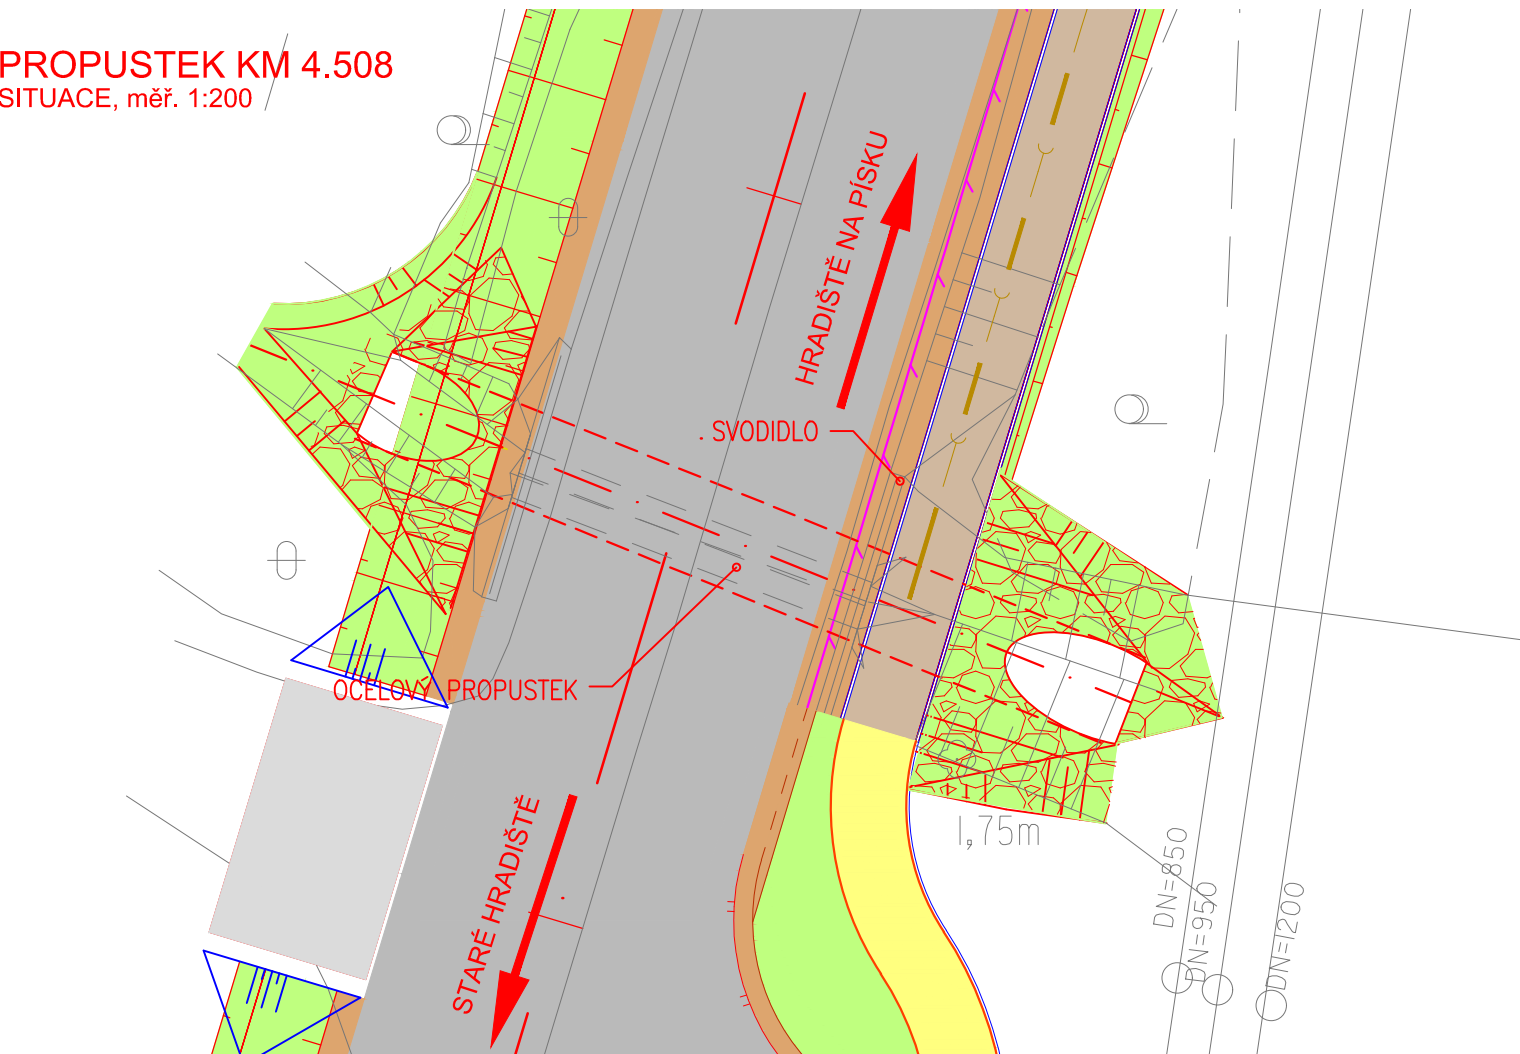 PROPUSTEK KM 4.508
SITUACE, měř. 1:200
HRADIŠTĚ NA PÍSKU
SVODIDLO
OCELOVÝ PROPUSTEK
STARÉ HRADIŠTĚ
1,75m
DN=850
DN=950
DN=1200